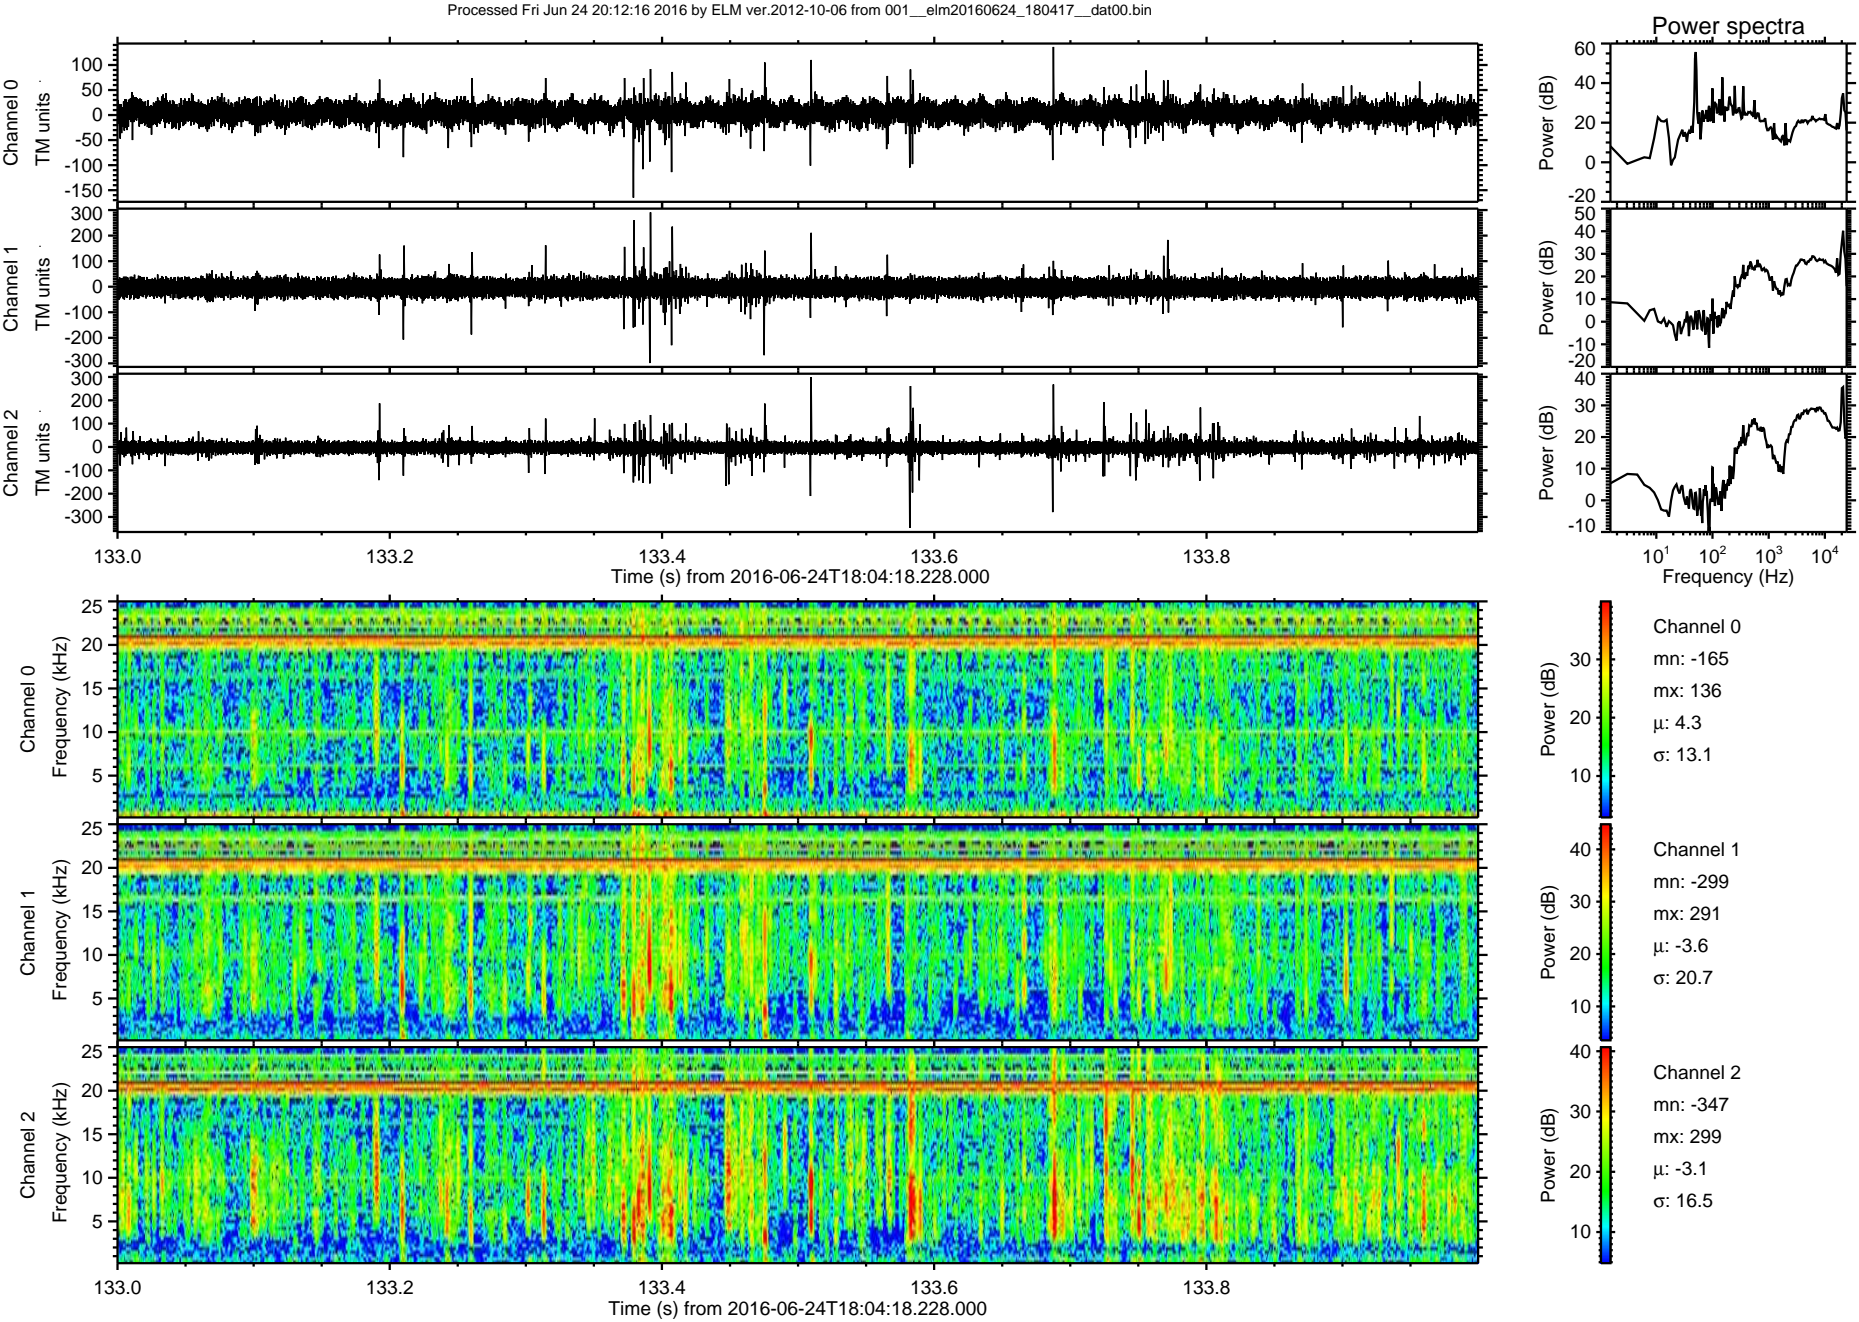 Processed Fri Jun 24 20:12:16 2016 by ELM ver.2012-10-06 from 001__elm20160624_180417__dat00.bin
Power spectra
Channel 0
TM units
100
50
0
-50
-100
-150
Power (dB)
60
40
20
0
-20
Channel 1
TM units
300
200
100
0
-100
-200
-300
Power (dB)
50
40
30
20
10
0
-10
-20
Channel 2
TM units
300
200
100
0
-100
-200
-300
Power (dB)
40
30
20
10
0
-10
133.0 133.2 133.4 133.6 133.8
Time (s) from 2016-06-24T18:04:18.228.000
10¹ 10² 10³ 10⁴
Frequency (Hz)
Channel 0
Frequency (kHz)
25
20
15
10
5
Power (dB)
30
20
10
Channel 0
mn: -165
mx: 136
μ: 4.3
σ: 13.1
Channel 1
Frequency (kHz)
25
20
15
10
5
Power (dB)
40
30
20
10
Channel 1
mn: -299
mx: 291
μ: -3.6
σ: 20.7
Channel 2
Frequency (kHz)
25
20
15
10
5
Power (dB)
40
30
20
10
Channel 2
mn: -347
mx: 299
μ: -3.1
σ: 16.5
133.0 133.2 133.4 133.6 133.8
Time (s) from 2016-06-24T18:04:18.228.000